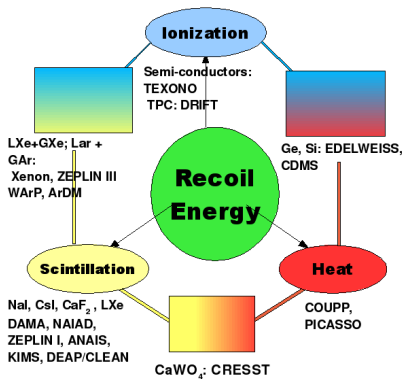 Ionization
Semi-conductors:
TEXONO
TPC: DRIFT
LXe+GXe; Lar +
GAr:
Xenon, ZEPLIN III
WArP, ArDM
Ge, Si: EDELWEISS,
CDMS
Recoil
Energy
Scintillation
Heat
NaI, CsI, CaF₂ , LXe
DAMA, NAIAD,
ZEPLIN I, ANAIS,
KIMS, DEAP/CLEAN
COUPP,
PICASSO
CaWO₄: CRESST